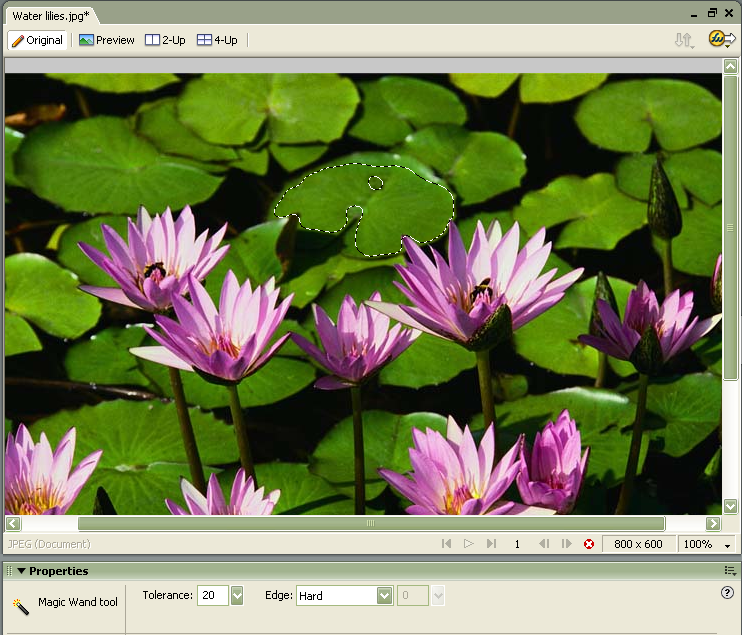 Water lilies.jpg*
Original Preview 2-Up 4-Up
JPEG (Document) 1 800 x 600 100%
Properties
Magic Wand tool Tolerance: 20 Edge: Hard 0